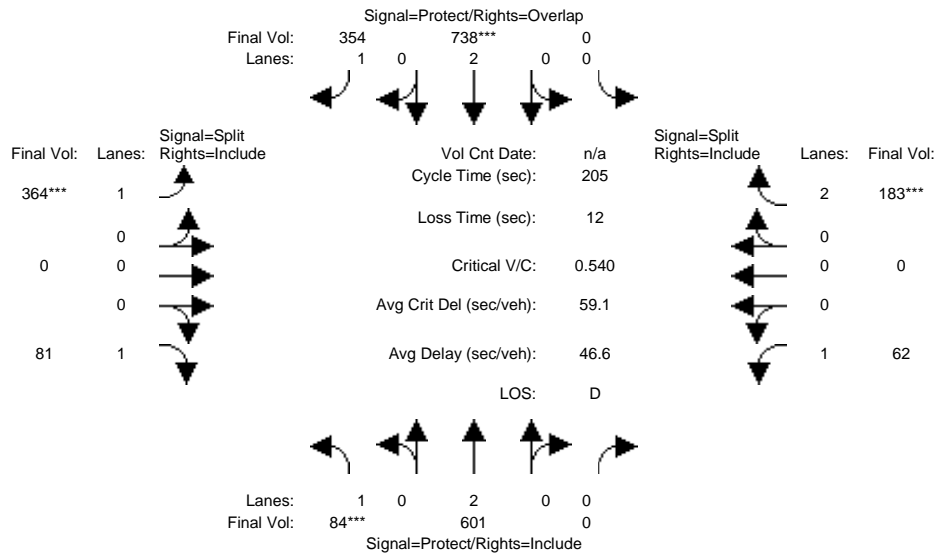 Signal=Protect/Rights=Overlap
Final Vol: 354 738*** 0
Lanes: 1 0 2 0 0
Signal=Split Signal=Split
Final Vol: Lanes: Rights=Include Vol Cnt Date: n/a Rights=Include Lanes: Final Vol:
Cycle Time (sec): 205
364*** 1 2 183***
Loss Time (sec): 12
0 0
0 0 Critical V/C: 0.540 0 0
0 Avg Crit Del (sec/veh): 59.1 0
81 1 Avg Delay (sec/veh): 46.6 1 62
LOS: D
Lanes: 1 0 2 0 0
Final Vol: 84*** 601 0
Signal=Protect/Rights=Include